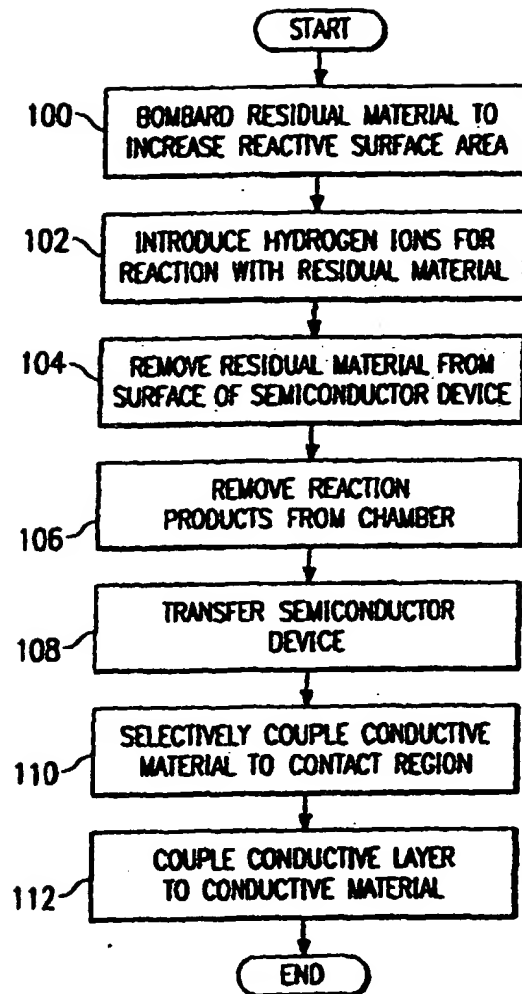 START
100
BOMBARD RESIDUAL MATERIAL TO
INCREASE REACTIVE SURFACE AREA
102
INTRODUCE HYDROGEN IONS FOR
REACTION WITH RESIDUAL MATERIAL
104
REMOVE RESIDUAL MATERIAL FROM
SURFACE OF SEMICONDUCTOR DEVICE
REMOVE REACTION
PRODUCTS FROM CHAMBER
106
TRANSFER SEMICONDUCTOR
DEVICE
108
SELECTIVELY COUPLE CONDUCTIVE
MATERIAL TO CONTACT REGION
110
COUPLE CONDUCTIVE LAYER
TO CONDUCTIVE MATERIAL
112
END